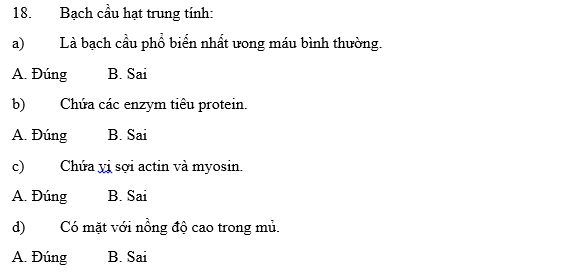 18. Bạch cầu hạt trung tính:
a) Là bạch cầu phổ biến nhất ưong máu bình thường.
A. Đúng B. Sai
b) Chứa các enzym tiêu protein.
A. Đúng B. Sai
c) Chứa vi sợi actin và myosin.
A. Đúng B. Sai
d) Có mặt với nồng độ cao trong mủ.
A. Đúng B. Sai